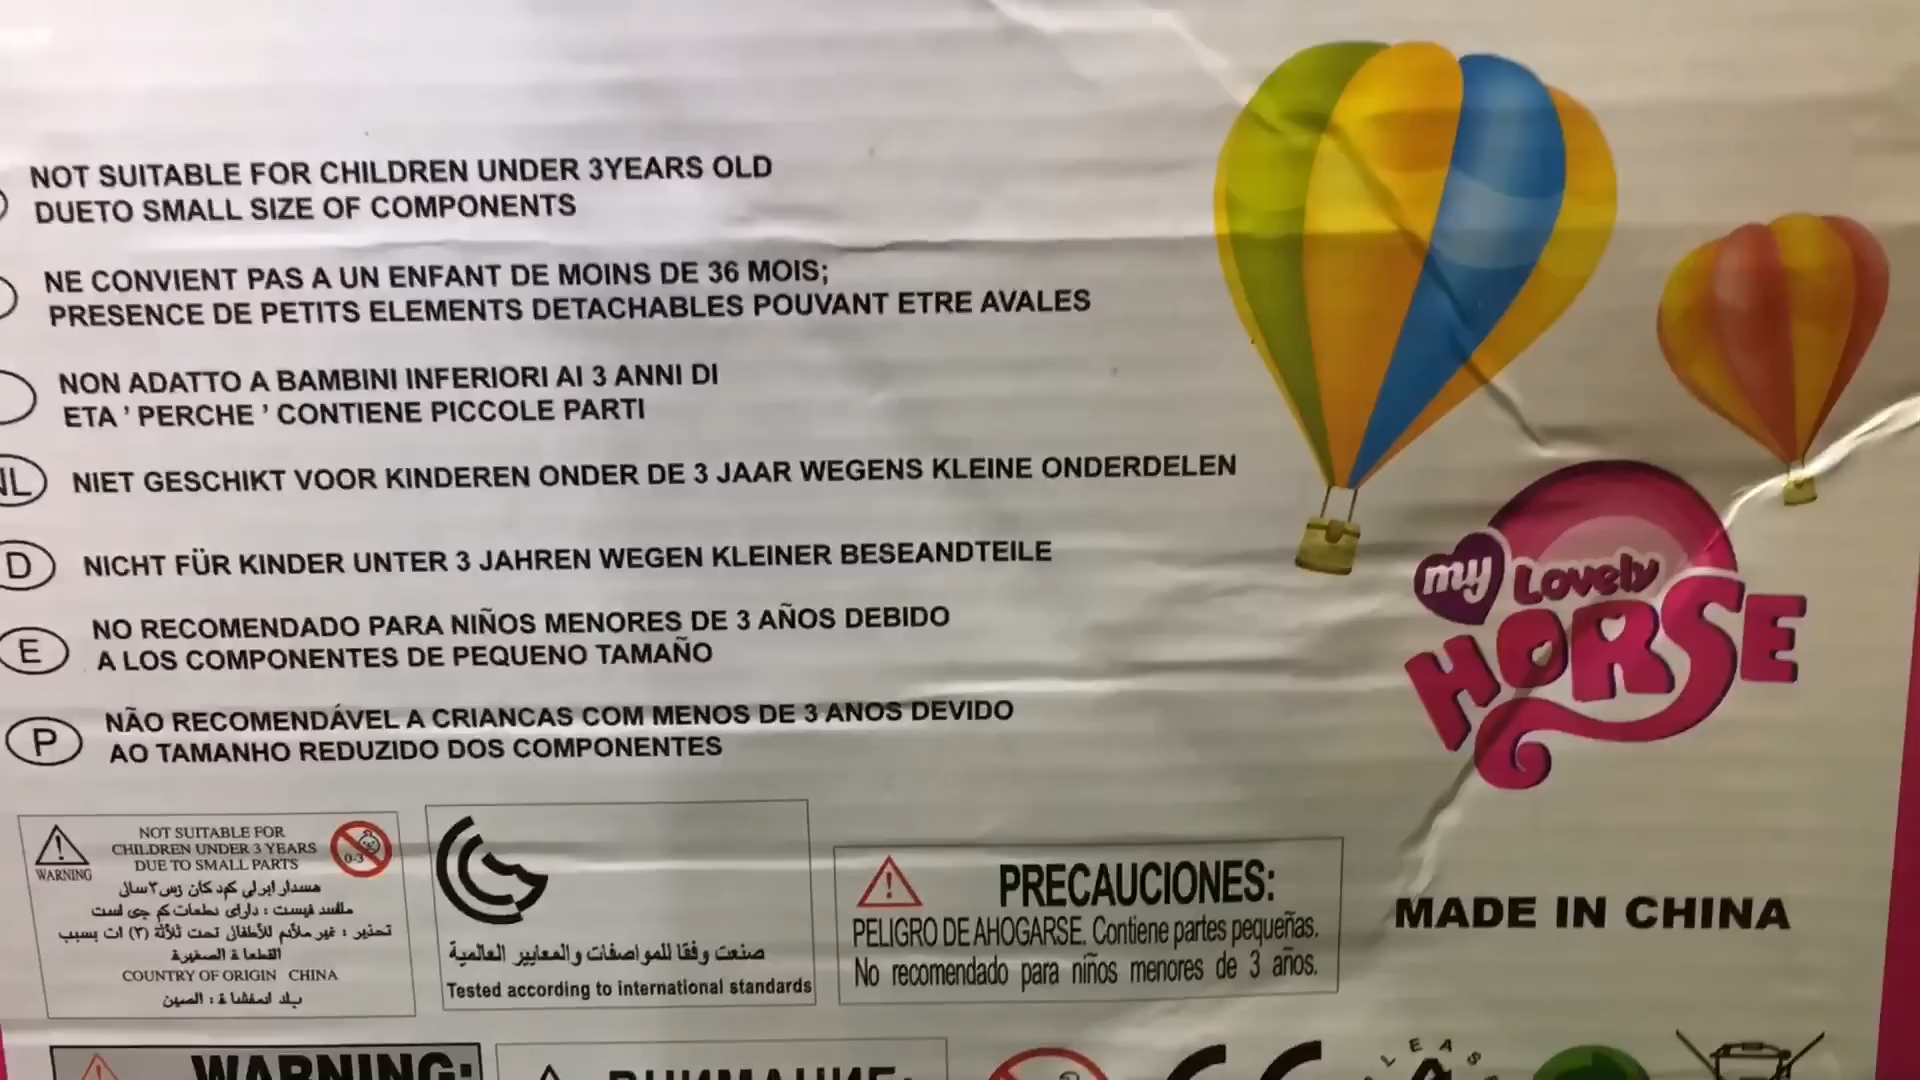 NOT SUITABLE FOR CHILDREN UNDER 3YEARS OLD
DUETO SMALL SIZE OF COMPONENTS
NE CONVIENT PAS A UN ENFANT DE MOINS DE 36 MOIS;
PRESENCE DE PETITS ELEMENTS DETACHABLES POUVANT ETRE AVALES
NON ADATTO A BAMBINI INFERIORI AI 3 ANNI DI
ETA ' PERCHE ' CONTIENE PICCOLE PARTI
NL NIET GESCHIKT VOOR KINDEREN ONDER DE 3 JAAR WEGENS KLEINE ONDERDELEN
D NICHT FÜR KINDER UNTER 3 JAHREN WEGEN KLEINER BESEANDTEILE
E NO RECOMENDADO PARA NIÑOS MENORES DE 3 AÑOS DEBIDO
A LOS COMPONENTES DE PEQUENO TAMAÑO
P NÃO RECOMENDÁVEL A CRIANCAS COM MENOS DE 3 ANOS DEVIDO
AO TAMANHO REDUZIDO DOS COMPONENTES
my Lovely
HORSE
MADE IN CHINA
WARNING
NOT SUITABLE FOR
CHILDREN UNDER 3 YEARS
DUE TO SMALL PARTS
0-3
COUNTRY OF ORIGIN CHINA
صنعت وفقا للمواصفات والمعايير العالمية
Tested according to international standards
PRECAUCIONES:
PELIGRO DE AHOGARSE. Contiene partes pequeñas.
No recomendado para niños menores de 3 años.
WARNING:
ВНИМАНИЕ:
CE